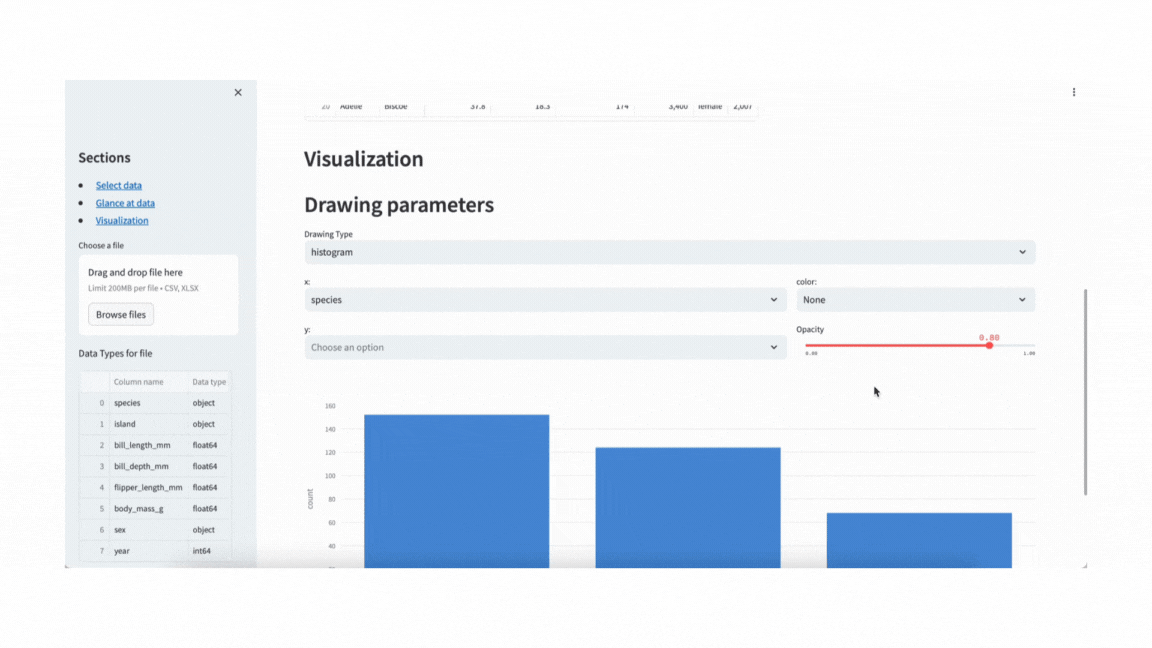 Sections
Select data
Glance at data
Visualization
Choose a file
Drag and drop file here
Limit 200MB per file • CSV, XLSX
Browse files
Data Types for file
Column name Data type
0 species object
1 island object
2 bill_length_mm float64
3 bill_depth_mm float64
4 flipper_length_mm float64
5 body_mass_g float64
6 sex object
7 year int64
20 Adelie Biscoe 37.8 18.3 174 3,400 female 2,007
Visualization
Drawing parameters
Drawing Type
histogram
x: color:
species None
y: Opacity
Choose an option 0.80
0.00 1.00
160
140
120
100
80
60
40
count